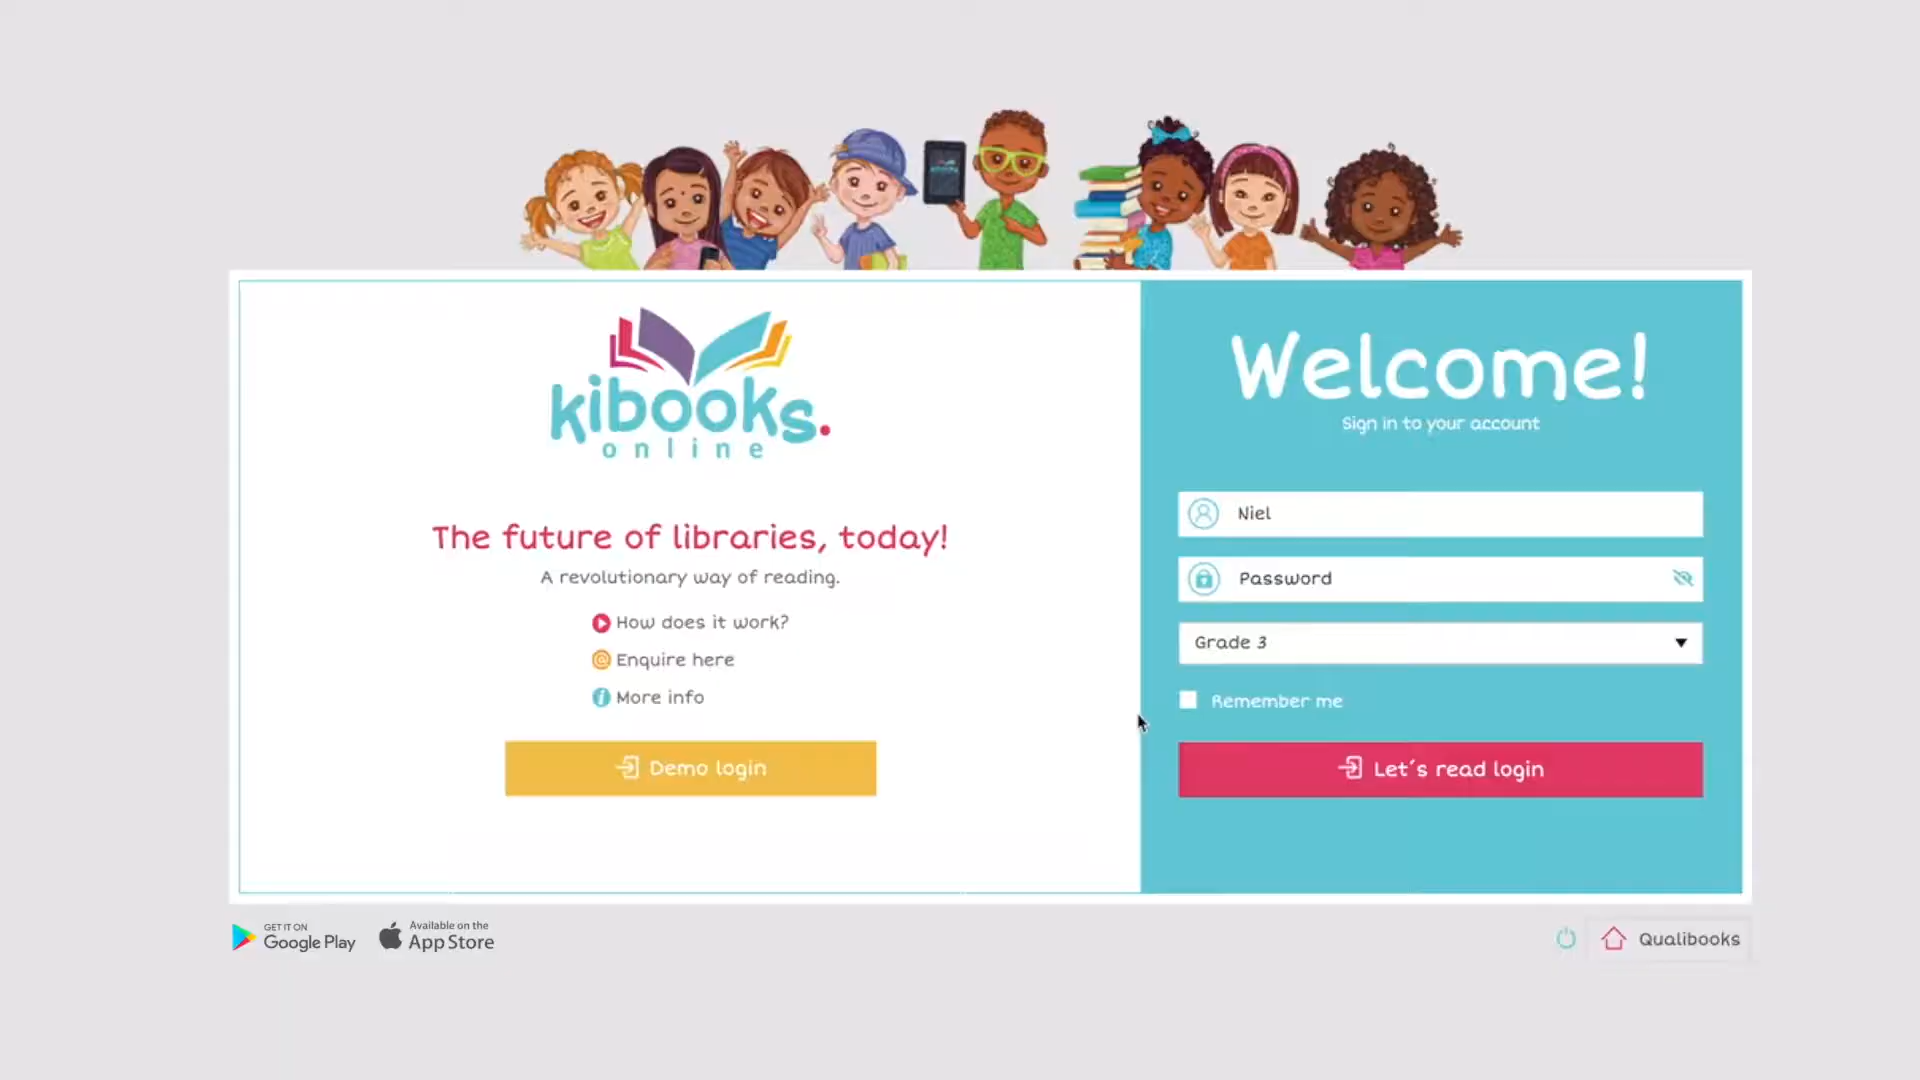 kibooks.
online
The future of libraries, today!
A revolutionary way of reading.
How does it work?
Enquire here
More info
Demo login
Welcome!
Sign in to your account
Niel
Password
Grade 3
Remember me
Let's read login
GET IT ON
Google Play
Available on the
App Store
Qualibooks